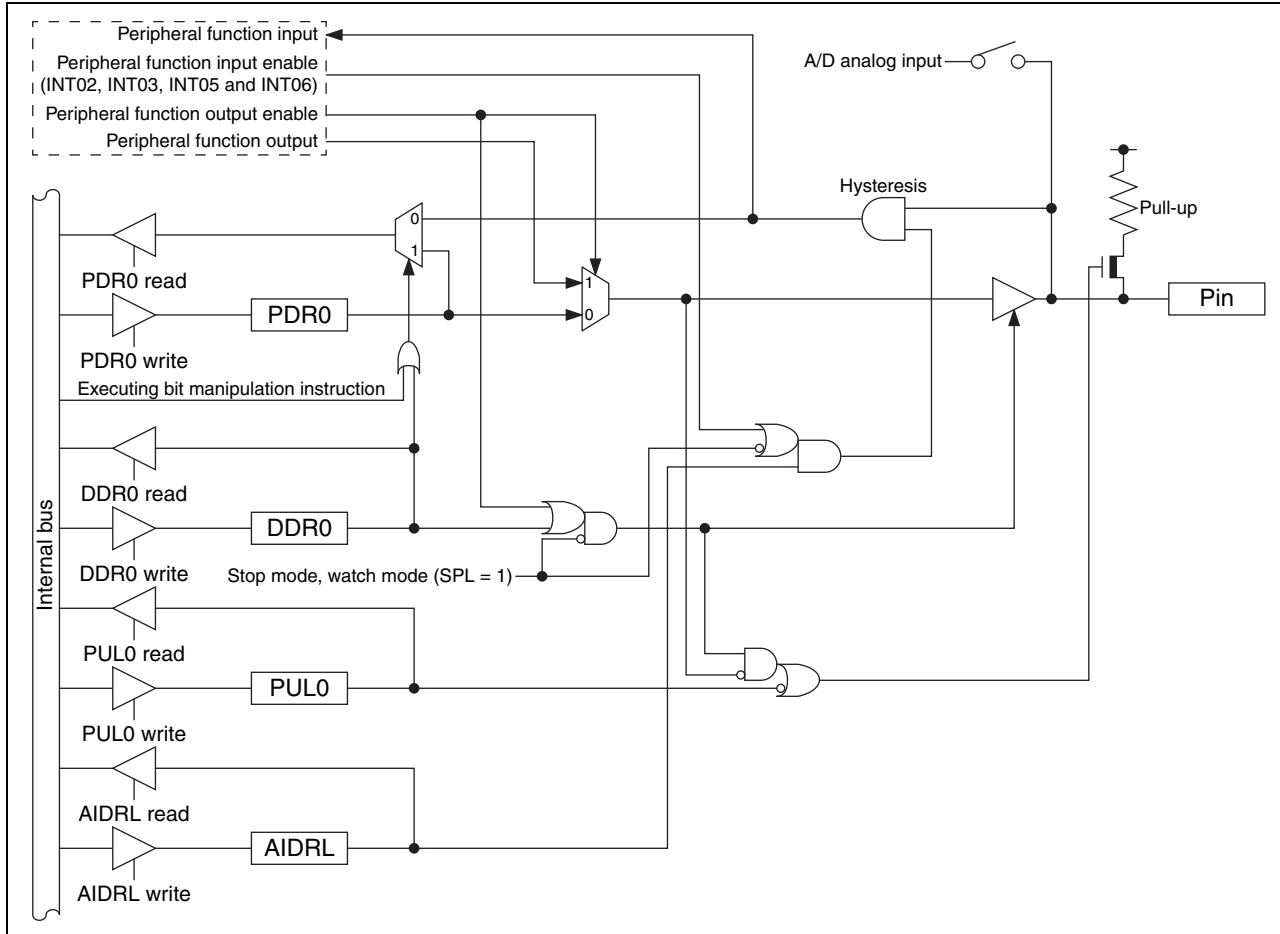 Peripheral function input
Peripheral function input enable
(INT02, INT03, INT05 and INT06)
Peripheral function output enable
Peripheral function output
A/D analog input
Hysteresis
Pull-up
0
1
PDR0 read
1
0
PDR0
Pin
PDR0 write
Executing bit manipulation instruction
DDR0 read
DDR0
Stop mode, watch mode (SPL = 1)
DDR0 write
Internal bus
PUL0 read
PUL0
PUL0 write
AIDRL read
AIDRL
AIDRL write